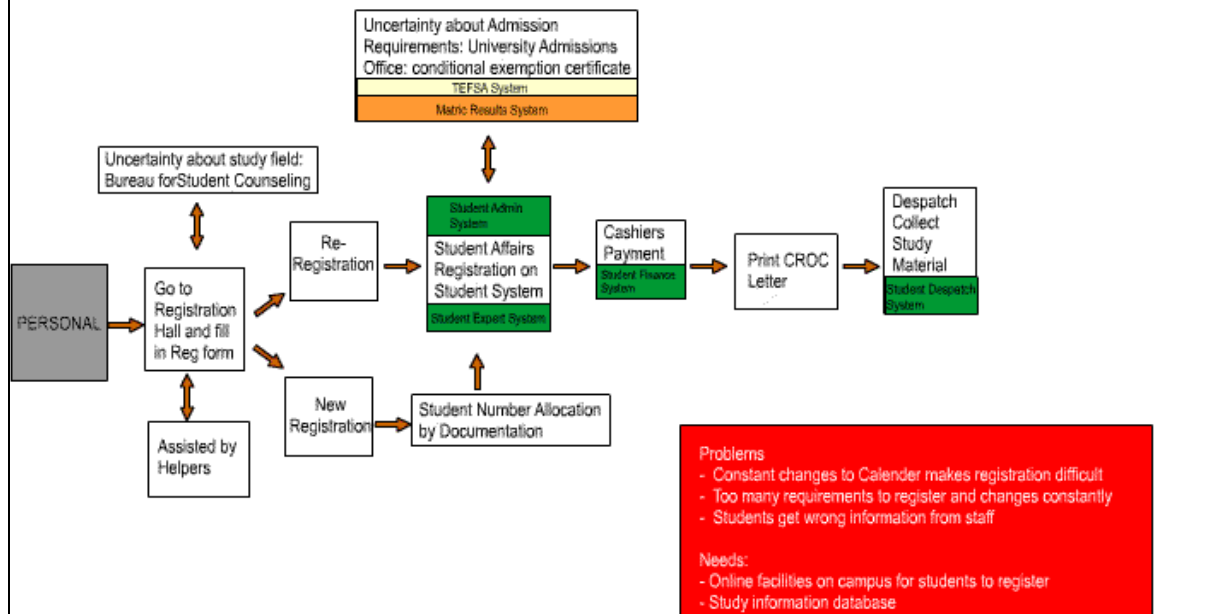 Uncertainty about Admission
Requirements: University Admissions
Office: conditional exemption certificate
TEFSA System
Matric Results System
Uncertainty about study field:
Bureau forStudent Counseling
PERSONAL
Go to
Registration
Hall and fill
in Reg form
Assisted by
Helpers
Re-
Registration
New
Registration
Student Number Allocation
by Documentation
Student Admin
System
Student Affairs
Registration on
Student System
Student Expert System
Cashiers
Payment
Student Finance
System
Print CROC
Letter
Despatch
Collect
Study
Material
Student Despatch
System
Problems
- Constant changes to Calender makes registration difficult
- Too many requirements to register and changes constantly
- Students get wrong information from staff
Needs:
- Online facilities on campus for students to register
- Study information database